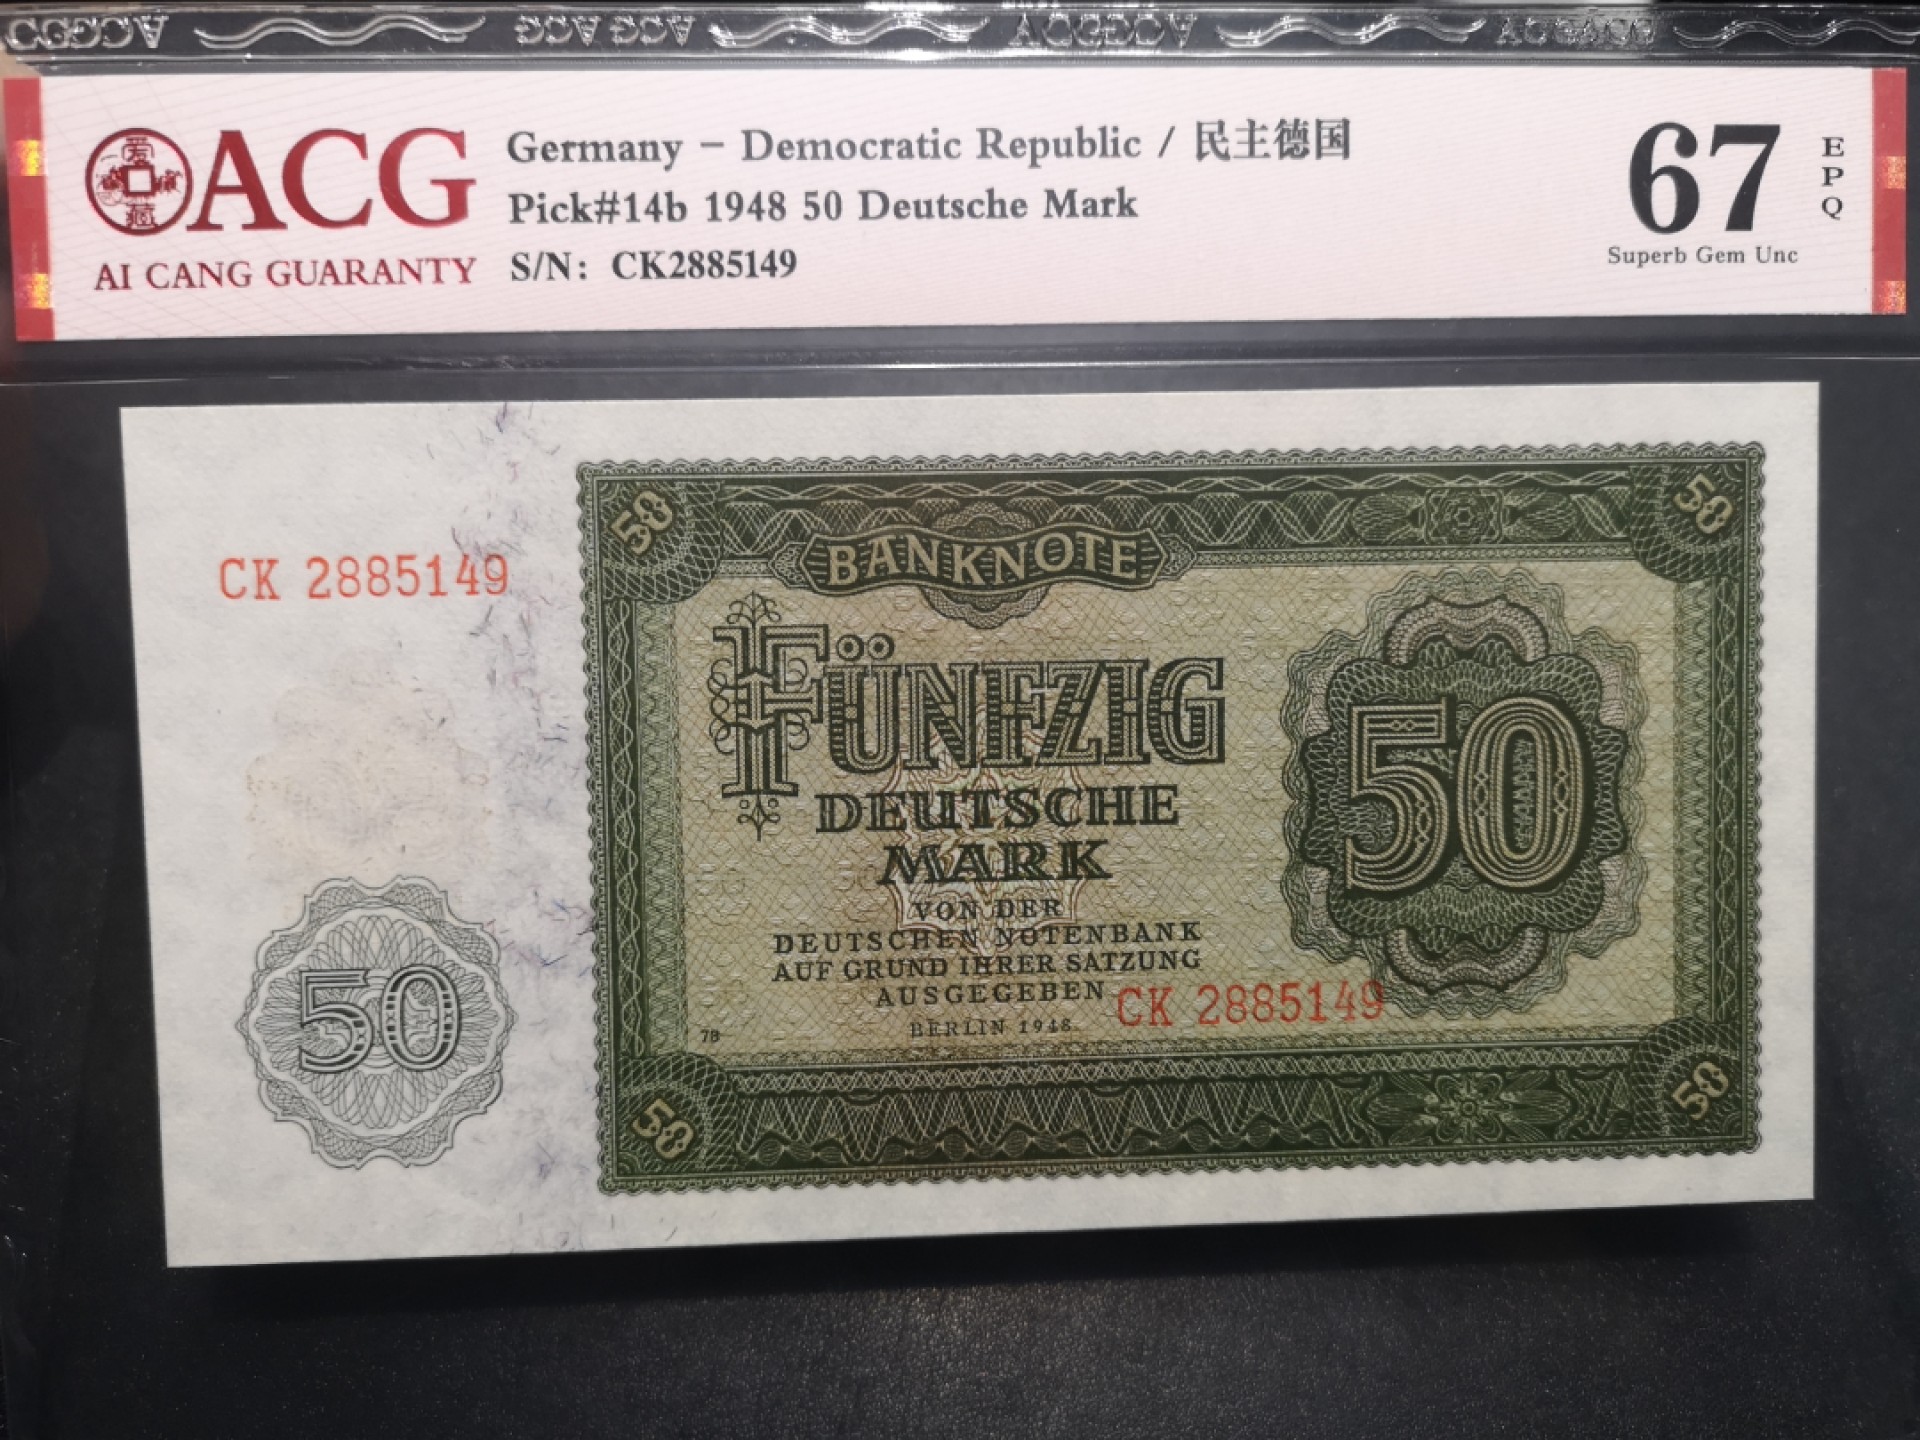 ACG
AI CANG GUARANTY
Germany - Democratic Republic / 民主德国
Pick#14b 1948 50 Deutsche Mark
S/N: CK2885149
67
EPQ
Superb Gem Unc
50
50
BANKNOTE
CK 2885149
FÜNFZIG
50
DEUTSCHE
MARK
VON DER
DEUTSCHEN NOTENBANK
AUF GRUND IHRER SATZUNG
AUSGEGEBEN
CK 2885149
BERLIN 1948
7B
50
50
50